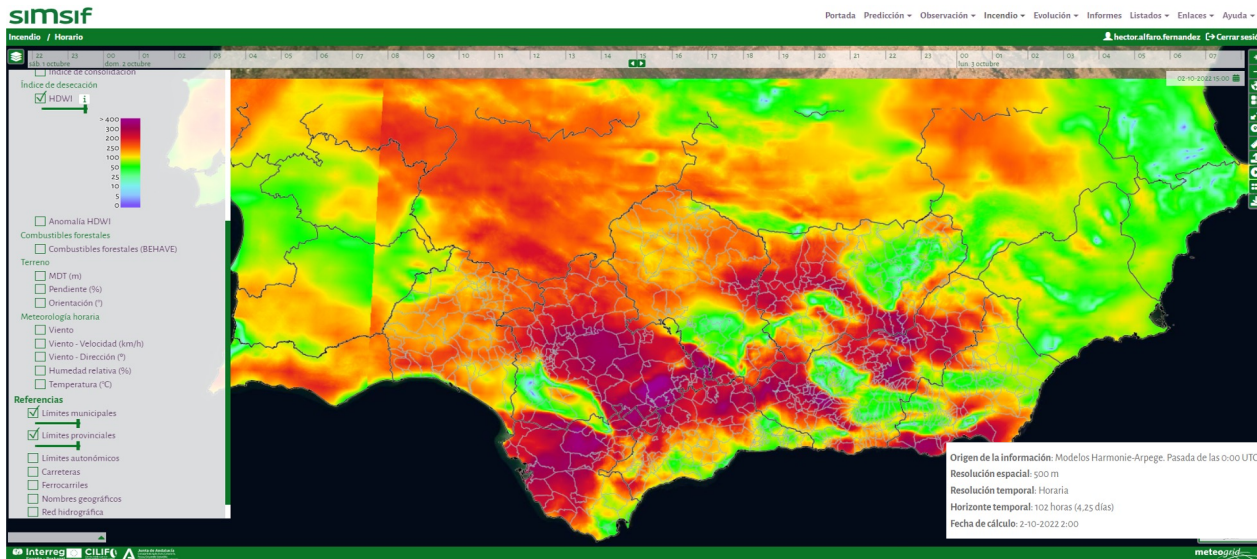 simsif
Portada Predicción Observación Incendio Evolución Informes Listados Enlaces Ayuda
Incendio / Horario
hector.alfaro.fernandez Cerrar sesió
22 23 00 01 02 03 04 05 06 07 08 09 10 11 12 13 14 15 16 17 18 19 20 21 22 23 00 01 02 03 04 05 06 07
sáb. 1 octubre dom. 2 octubre lun. 3 octubre
02-10-2022 15:00
Índice de consolidación
Índice de desecación
HDWI i
> 400
300
200
250
100
50
25
10
5
0
Anomalía HDWI
Combustibles forestales
Combustibles forestales (BEHAVE)
Terreno
MDT (m)
Pendiente (%)
Orientación (°)
Meteorología horaria
Viento
Viento - Velocidad (km/h)
Viento - Dirección (º)
Humedad relativa (%)
Temperatura (°C)
Referencias
Límites municipales
Límites provinciales
Límites autonómicos
Carreteras
Ferrocarriles
Nombres geográficos
Red hidrográfica
Origen de la información: Modelos Harmonie-Arpege. Pasada de las 0:00 UTC
Resolución espacial: 500 m
Resolución temporal: Horaria
Horizonte temporal: 102 horas (4,25 días)
Fecha de cálculo: 2-10-2022 2:00
Interreg CILIFO Junta de Andalucía
meteogrid